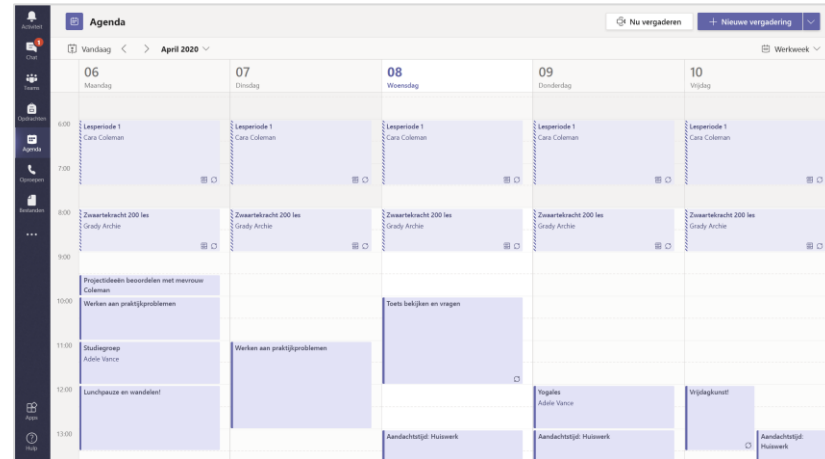 Activiteit
1
Chat
Teams
Opdrachten
Agenda
Oproepen
Bestanden
...
Apps
Help
Agenda
Nu vergaderen
+ Nieuwe vergadering
Vandaag
April 2020
Werkweek
06
Maandag
07
Dinsdag
08
Woensdag
09
Donderdag
10
Vrijdag
6:00
7:00
8:00
9:00
10:00
11:00
12:00
13:00
Lesperiode 1
Cara Coleman
Zwaartekracht 200 les
Grady Archie
Projectideeën beoordelen met mevrouw
Coleman
Werken aan praktijkproblemen
Studiegroep
Adele Vance
Lunchpauze en wandelen!
Lesperiode 1
Cara Coleman
Zwaartekracht 200 les
Grady Archie
Werken aan praktijkproblemen
Lesperiode 1
Cara Coleman
Zwaartekracht 200 les
Grady Archie
Toets bekijken en vragen
Aandachtstijd: Huiswerk
Lesperiode 1
Cara Coleman
Zwaartekracht 200 les
Grady Archie
Yogales
Adele Vance
Aandachtstijd: Huiswerk
Lesperiode 1
Cara Coleman
Zwaartekracht 200 les
Grady Archie
Vrijdagkunst!
Aandachtstijd:
Huiswerk